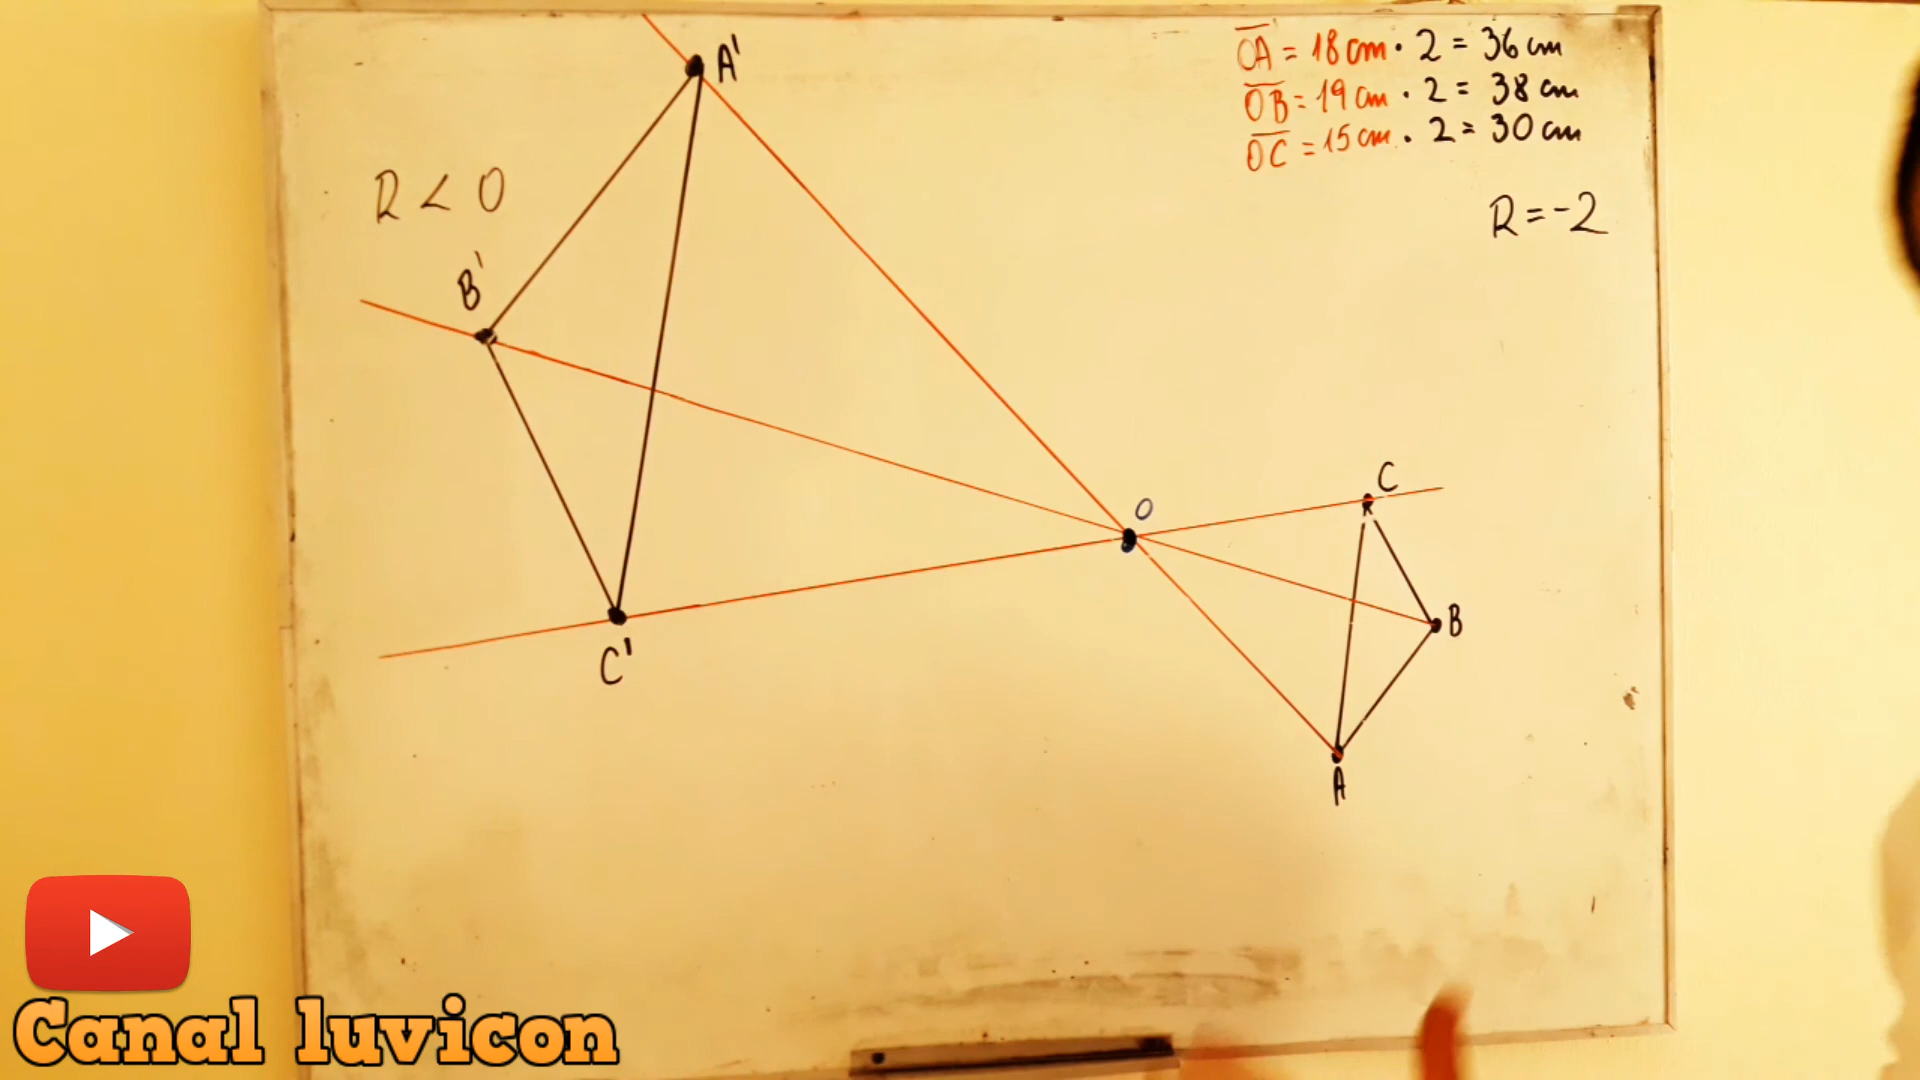 A'
OA = 18 cm · 2 = 36 cm
OB = 19 cm · 2 = 38 cm
OC = 15 cm · 2 = 30 cm
R < 0
R = -2
B'
C
O
B
C'
A
Canal luvicon